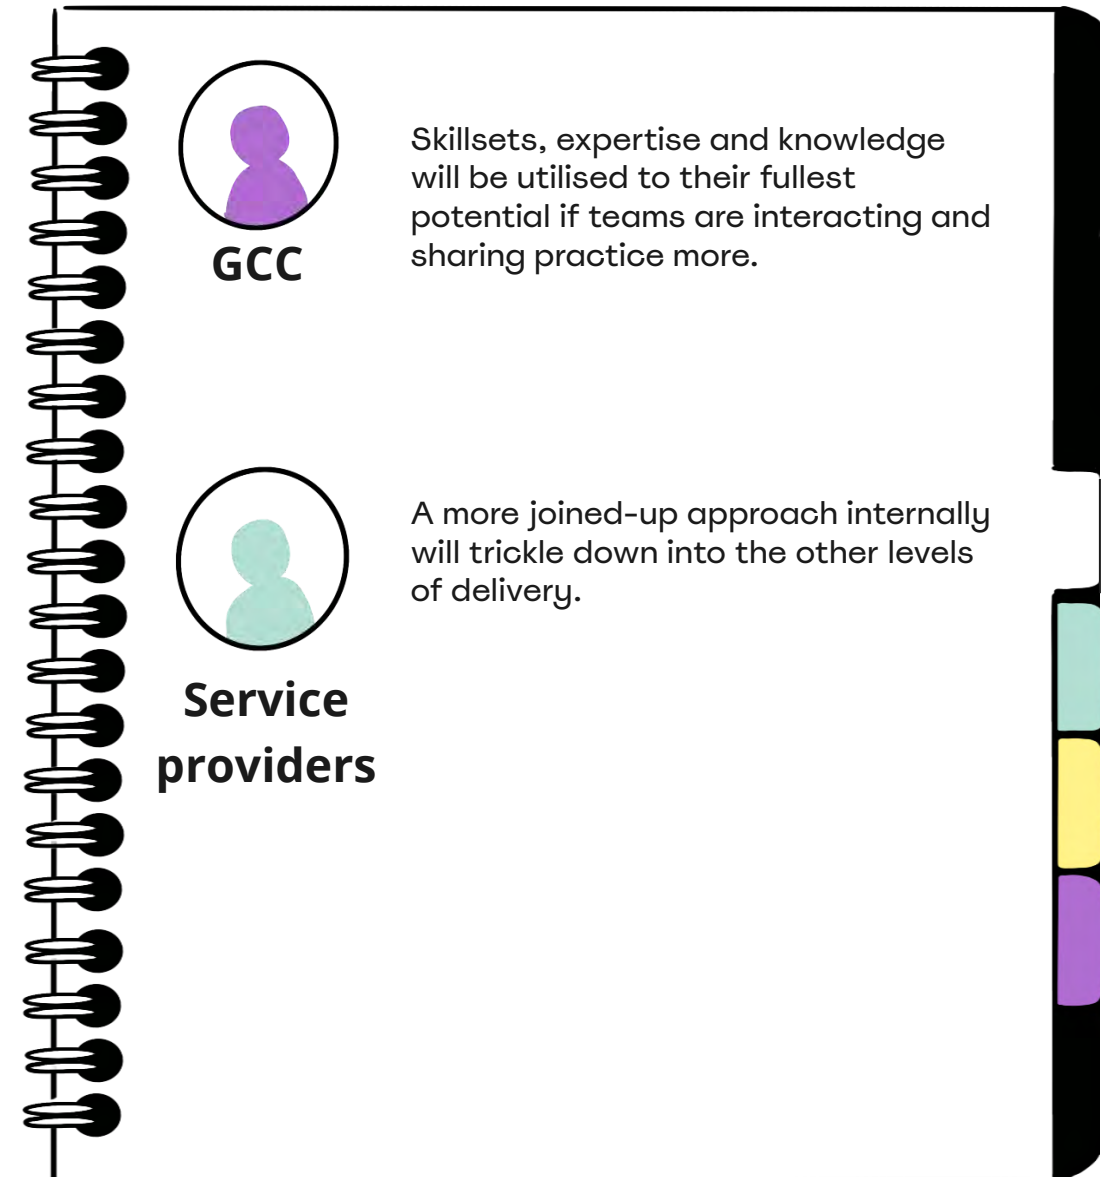 GCC
Skillsets, expertise and knowledge
will be utilised to their fullest
potential if teams are interacting and
sharing practice more.
Service
providers
A more joined-up approach internally
will trickle down into the other levels
of delivery.